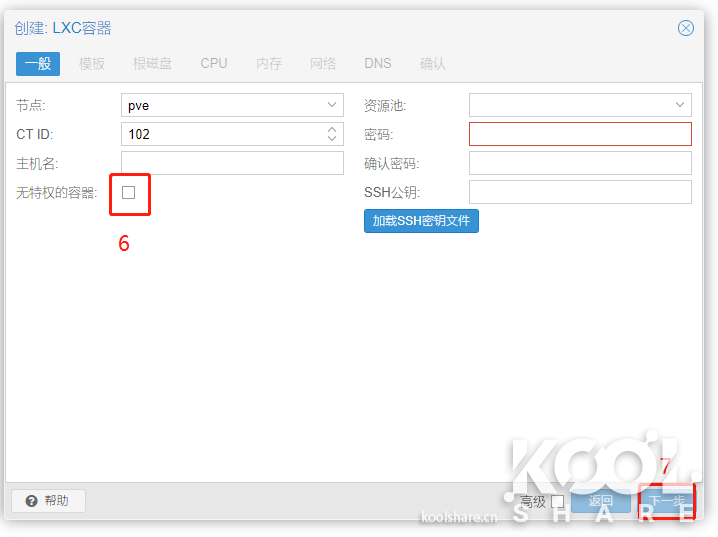 创建: LXC容器
一般 模板 根磁盘 CPU 内存 网络 DNS 确认
节点: pve 资源池:
CT ID: 102 密码:
主机名: 确认密码:
无特权的容器: SSH公钥:
加载SSH密钥文件
6
7
帮助 高级 返回 下一步
koolshare.cn
KOOL
SHARE